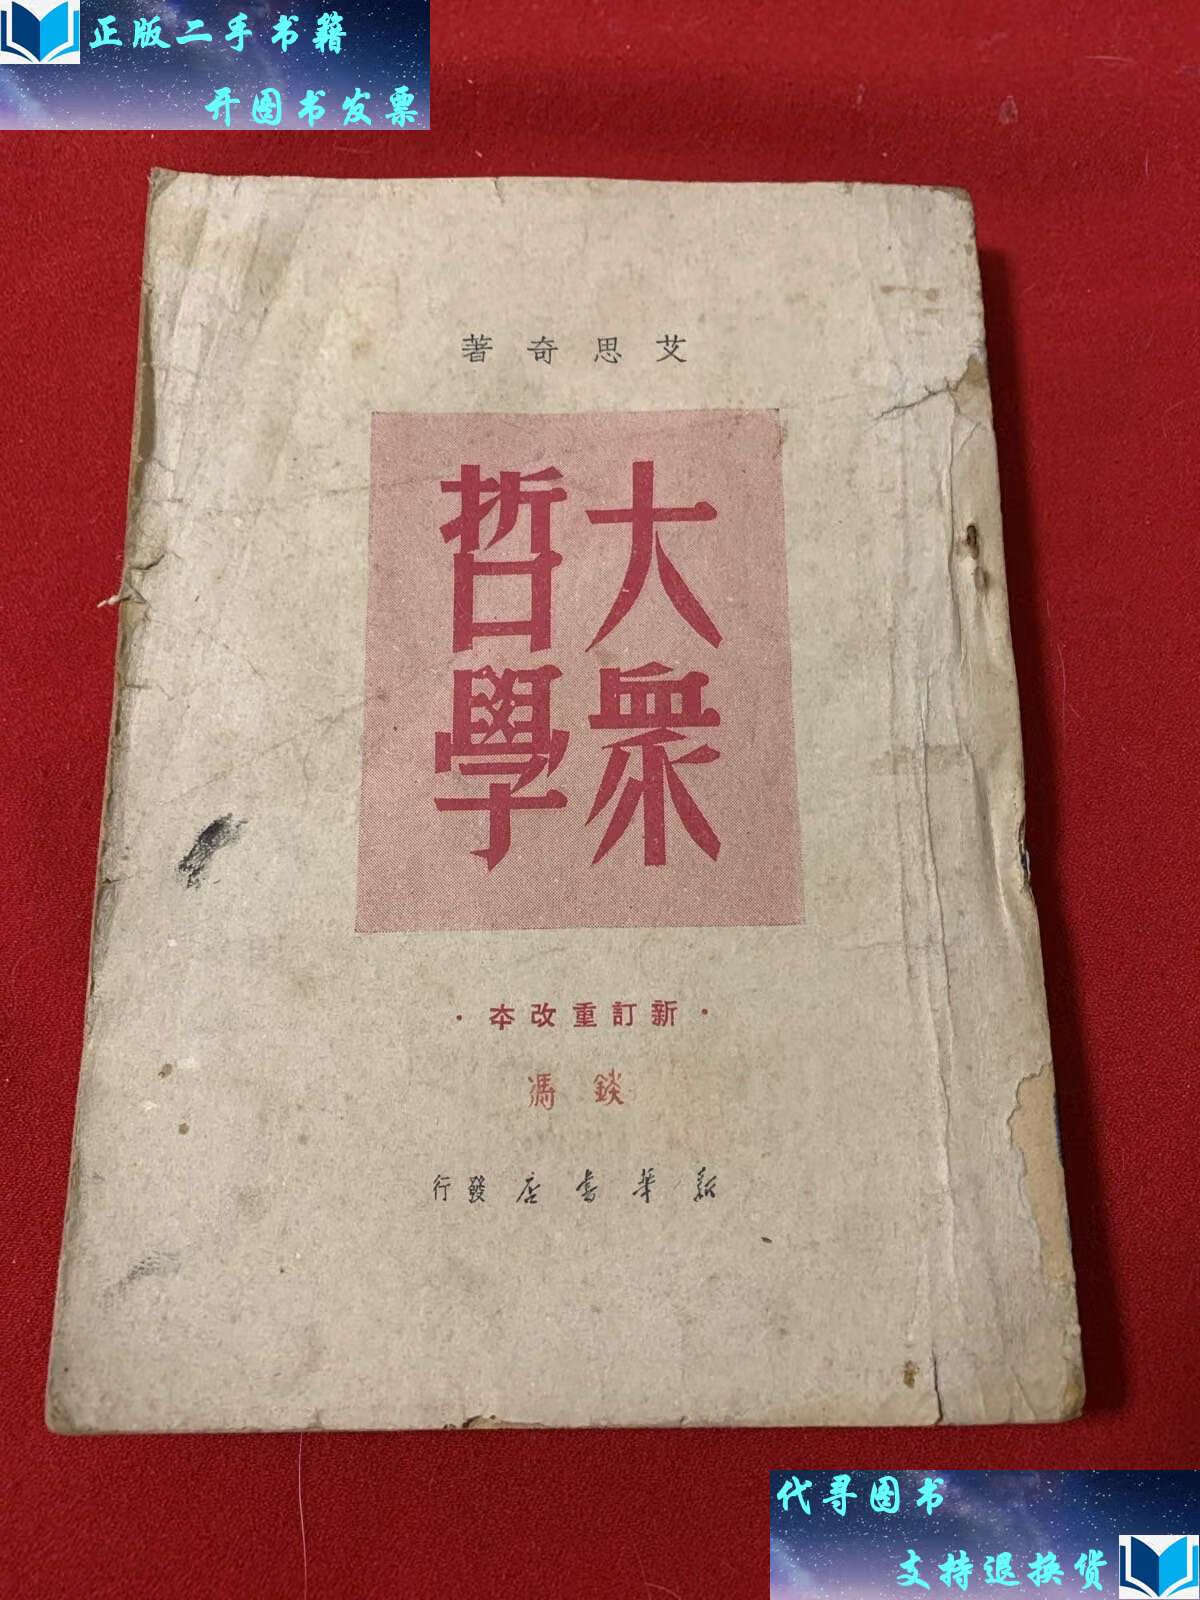 正版二手书籍
开图书发票
艾思奇著
大眾
哲學
·新訂重改本·
錟馮
新華書店發行
代寻图书
支持退换货